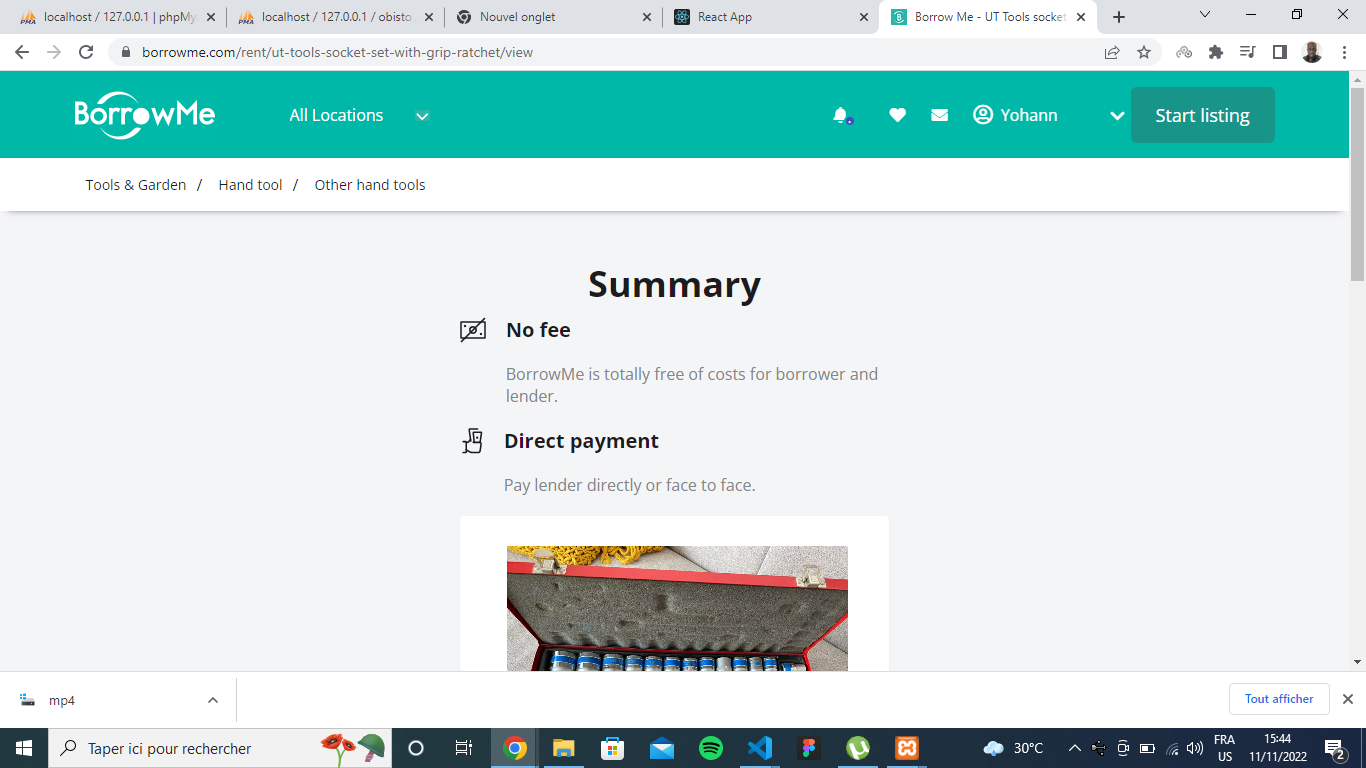 localhost / 127.0.0.1 | phpMy
localhost / 127.0.0.1 / obisto
Nouvel onglet
React App
Borrow Me - UT Tools socket
borrowme.com/rent/ut-tools-socket-set-with-grip-ratchet/view
BorrowMe
All Locations
Yohann
Start listing
Tools & Garden / Hand tool / Other hand tools
Summary
No fee
BorrowMe is totally free of costs for borrower and
lender.
Direct payment
Pay lender directly or face to face.
mp4
Tout afficher
Taper ici pour rechercher
30°C
FRA
US
15:44
11/11/2022
2